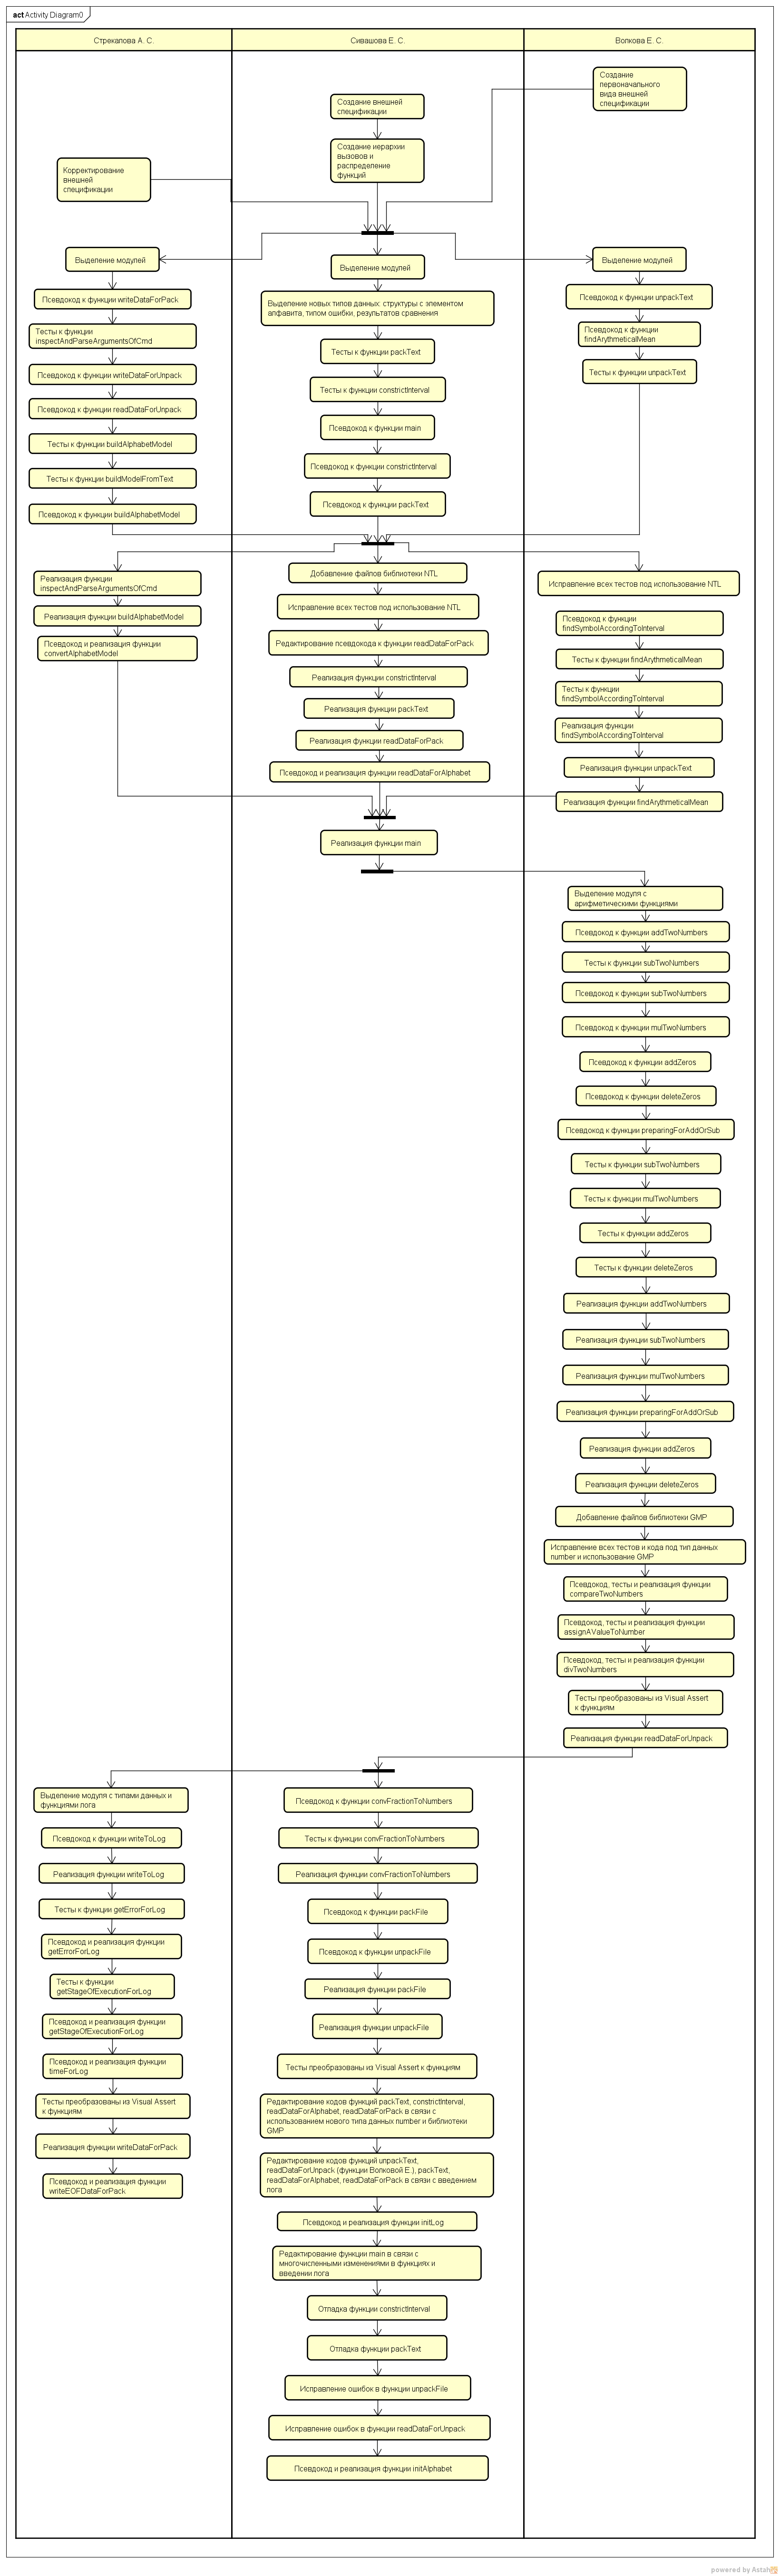 act Activity Diagram0
Стрекалова А. С.
Сивашова Е. С.
Волкова Е. С.
Создание
первоначального
вида внешней
спецификации
Создание внешней
спецификации
Создание иерархии
вызовов и
распределение
функций
Корректирование
внешней
спецификации
Выделение модулей
Псевдокод к функции writeDataForPack
Тесты к функции
inspectAndParseArgumentsOfCmd
Псевдокод к функции writeDataForUnpack
Псевдокод к функции readDataForUnpack
Тесты к функции buildAlphabetModel
Тесты к функции buildModelFromText
Псевдокод к функции buildAlphabetModel
Выделение модулей
Выделение новых типов данных: структуры с элементом
алфавита, типом ошибки, результатов сравнения
Тесты к функции packText
Тесты к функции constrictInterval
Псевдокод к функции main
Псевдокод к функции constrictInterval
Псевдокод к функции packText
Выделение модулей
Псевдокод к функции unpackText
Псевдокод к функции
findArythmeticalMean
Тесты к функции unpackText
Реализация функции
inspectAndParseArgumentsOfCmd
Реализация функции buildAlphabetModel
Псевдокод и реализация функции
convertAlphabetModel
Добавление файлов библиотеки NTL
Исправление всех тестов под использование NTL
Редактирование псевдокода к функции readDataForPack
Реализация функции constrictInterval
Реализация функции packText
Реализация функции readDataForPack
Псевдокод и реализация функции readDataForAlphabet
Исправление всех тестов под использование NTL
Псевдокод к функции
findSymbolAccordingToInterval
Тесты к функции findArythmeticalMean
Тесты к функции
findSymbolAccordingToInterval
Реализация функции
findSymbolAccordingToInterval
Реализация функции unpackText
Реализация функции findArythmeticalMean
Реализация функции main
Выделение модуля с
арифметическими функциями
Псевдокод к функции addTwoNumbers
Тесты к функции subTwoNumbers
Псевдокод к функции subTwoNumbers
Псевдокод к функции mulTwoNumbers
Псевдокод к функции addZeros
Псевдокод к функции deleteZeros
Псевдокод к функции preparingForAddOrSub
Тесты к функции subTwoNumbers
Тесты к функции mulTwoNumbers
Тесты к функции addZeros
Тесты к функции deleteZeros
Реализация функции addTwoNumbers
Реализация функции subTwoNumbers
Реализация функции mulTwoNumbers
Реализация функции preparingForAddOrSub
Реализация функции addZeros
Реализация функции deleteZeros
Добавление файлов библиотеки GMP
Исправление всех тестов и кода под тип данных
number и использование GMP
Псевдокод, тесты и реализация функции
compareTwoNumbers
Псевдокод, тесты и реализация функции
assignAValueToNumber
Псевдокод, тесты и реализация функции
divTwoNumbers
Тесты преобразованы из Visual Assert
к функциям
Реализация функции readDataForUnpack
Выделение модуля с типами данных и
функциями лога
Псевдокод к функции writeToLog
Реализация функции writeToLog
Тесты к функции getErrorForLog
Псевдокод и реализация функции
getErrorForLog
Тесты к функции
getStageOfExecutionForLog
Псевдокод и реализация функции
getStageOfExecutionForLog
Псевдокод и реализация функции
timeForLog
Тесты преобразованы из Visual Assert
к функциям
Реализация функции writeDataForPack
Псевдокод и реализация функции
writeEOFDataForPack
Псевдокод к функции convFractionToNumbers
Тесты к функции convFractionToNumbers
Реализация функции convFractionToNumbers
Псевдокод к функции packFile
Псевдокод к функции unpackFile
Реализация функции packFile
Реализация функции unpackFile
Тесты преобразованы из Visual Assert к функциям
Редактирование кодов функций packText, constrictInterval,
readDataForAlphabet, readDataForPack в связи с
использованием нового типа данных number и библиотеки
GMP
Редактирование кодов функций unpackText,
readDataForUnpack (функции Волковой Е.), packText,
readDataForAlphabet, readDataForPack в связи с введением
лога
Псевдокод и реализация функции initLog
Редактирование функции main в связи с
многочисленными изменениями в функциях и
введении лога
Отладка функции constrictInterval
Отладка функции packText
Исправление ошибок в функции unpackFile
Исправление ошибок в функции readDataForUnpack
Псевдокод и реализация функции initAlphabet
powered by Astah